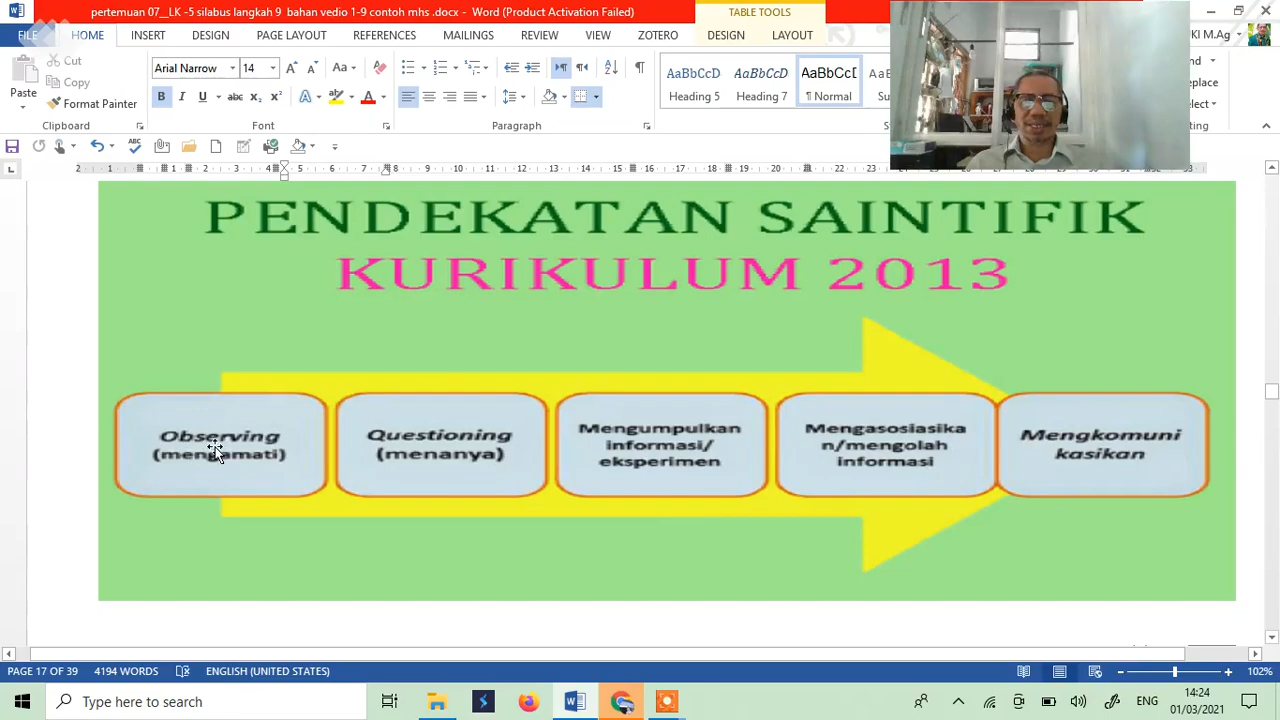 pertemuan 07__LK -5 silabus langkah 9 bahan vedio 1-9 contoh mhs .docx - Word (Product Activation Failed)
TABLE TOOLS
FILE HOME INSERT DESIGN PAGE LAYOUT REFERENCES MAILINGS REVIEW VIEW ZOTERO DESIGN LAYOUT KI M.Ag
Paste
Cut
Copy
Format Painter
Clipboard
Arial Narrow 14
Font
Paragraph
AaBbCcD
Heading 5
AaBbCcD
Heading 7
AaBbCcD
¶ Normal
PENDEKATAN SAINTIFIK
KURIKULUM 2013
Observing
(mengamati)
Questioning
(menanya)
Mengumpulkan
informasi/
eksperimen
Mengasosiasika
n/mengolah
informasi
Mengkomuni
kasikan
PAGE 17 OF 39 4194 WORDS ENGLISH (UNITED STATES) 102%
Type here to search
ENG
14:24
01/03/2021